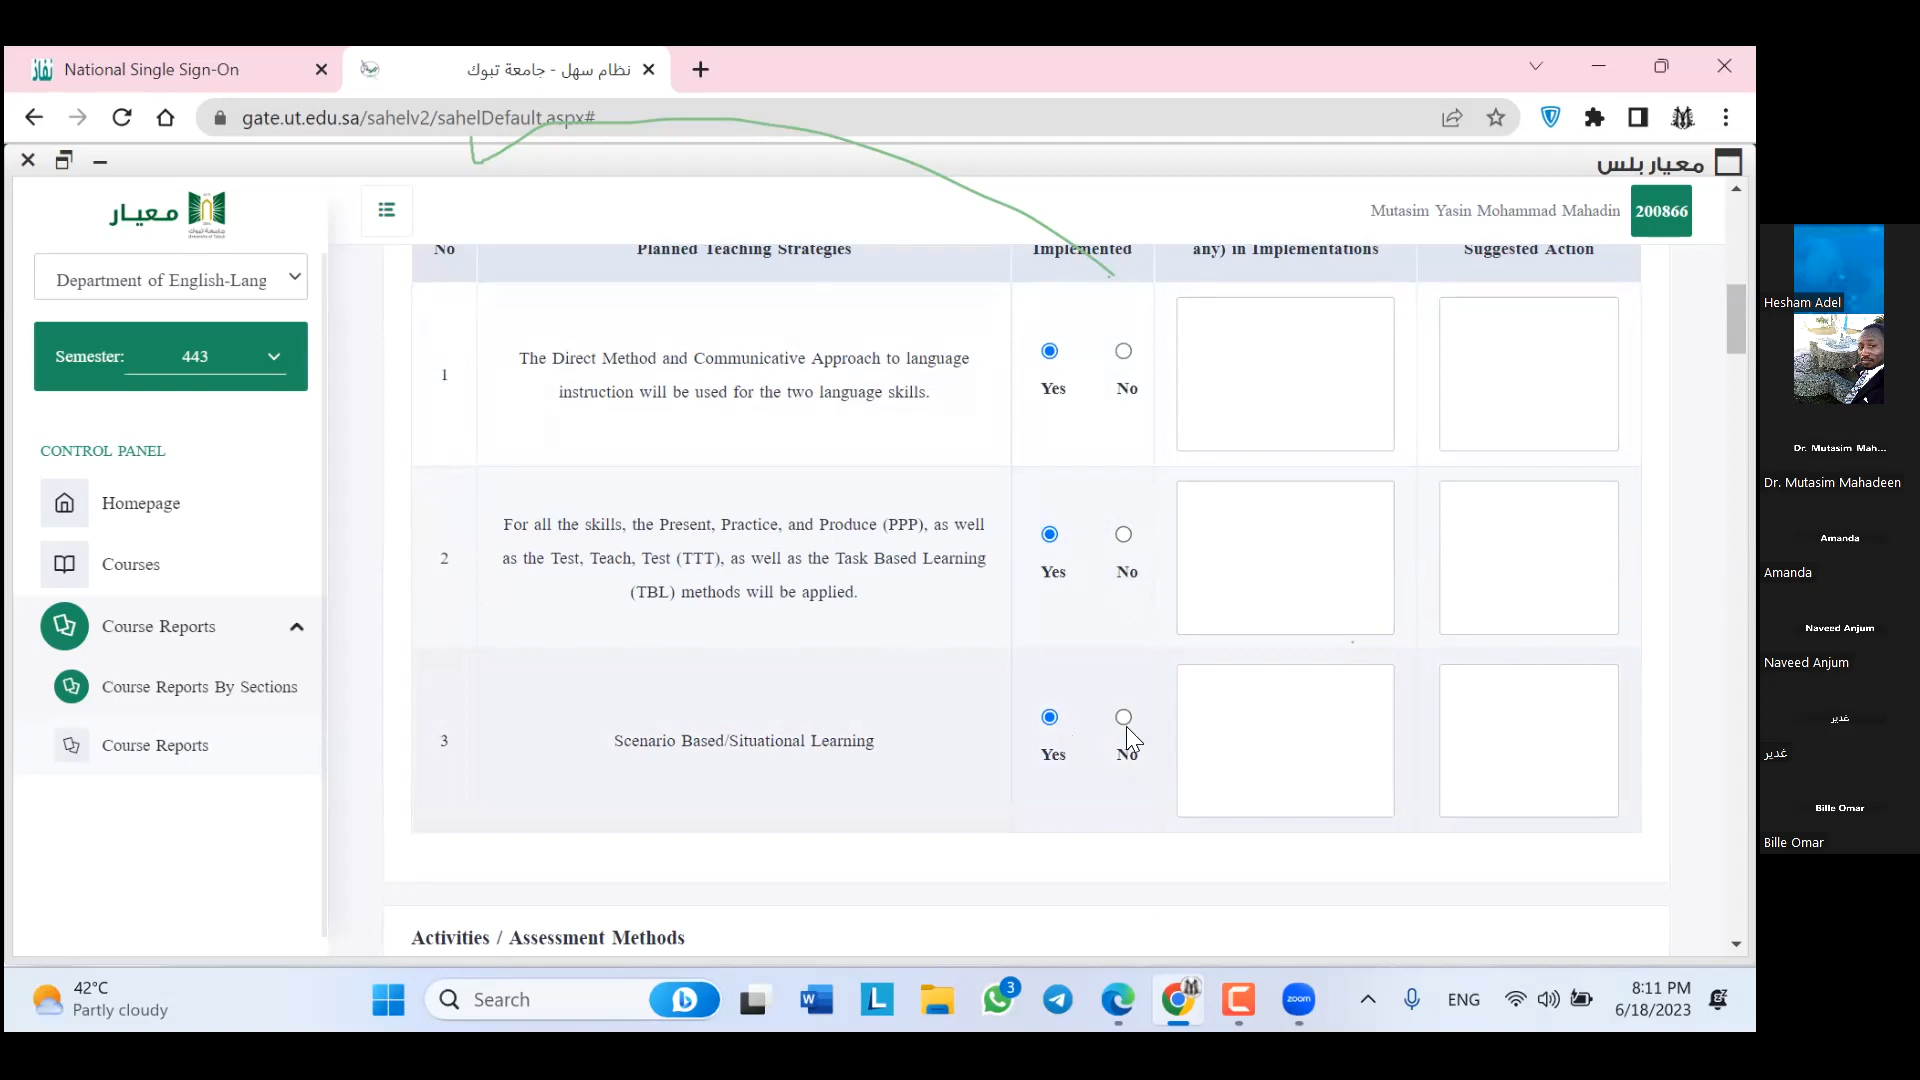 National Single Sign-On
نظام سهل - جامعة تبوك
gate.ut.edu.sa/sahelv2/sahelDefault.aspx#
معيار بلس
معيار
Mutasim Yasin Mohammad Mahadin
200866
Department of English-Lang
Semester:
443
CONTROL PANEL
Homepage
Courses
Course Reports
Course Reports By Sections
Course Reports
No
Planned Teaching Strategies
Implemented
any) in Implementations
Suggested Action
1
The Direct Method and Communicative Approach to language
instruction will be used for the two language skills.
Yes
No
2
For all the skills, the Present, Practice, and Produce (PPP), as well
as the Test, Teach, Test (TTT), as well as the Task Based Learning
(TBL) methods will be applied.
Yes
No
3
Scenario Based/Situational Learning
Yes
No
Activities / Assessment Methods
Hesham Adel
Dr. Mutasim Mah...
Dr. Mutasim Mahadeen
Amanda
Amanda
Naveed Anjum
Naveed Anjum
غدير
غدير
Bille Omar
Bille Omar
42°C
Partly cloudy
Search
W
L
3
zoom
ENG
8:11 PM
6/18/2023